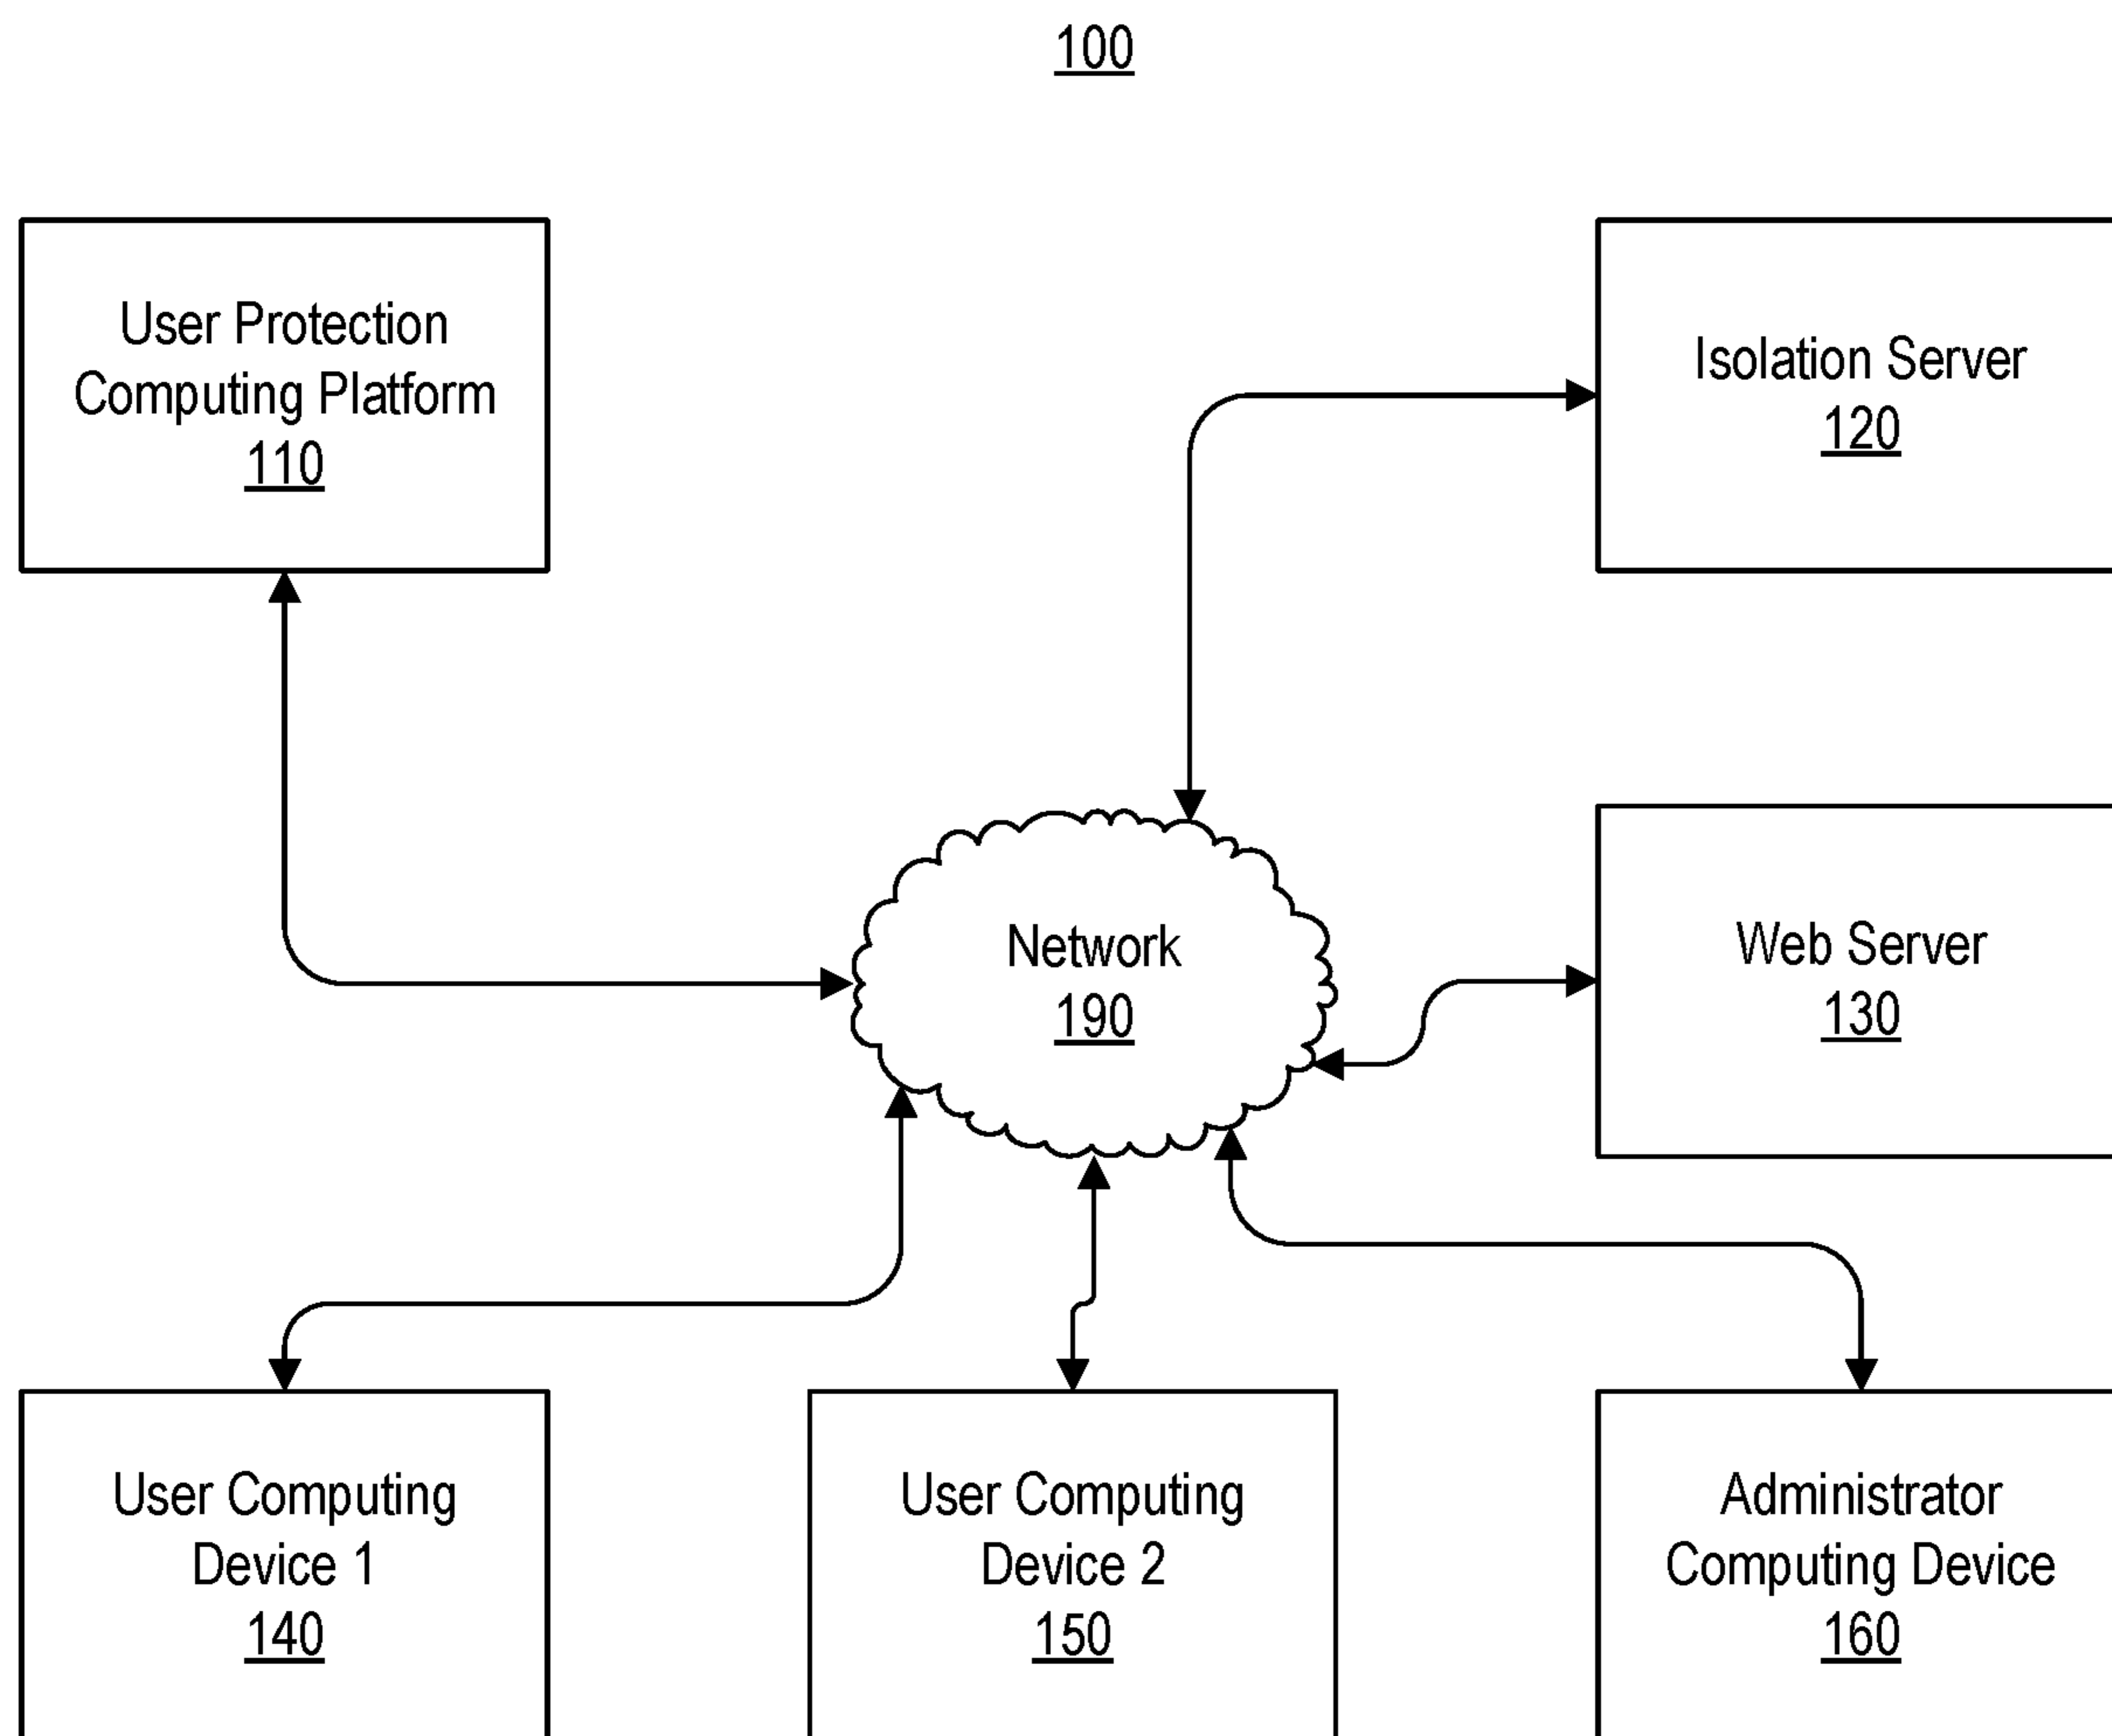 100
User Protection
Computing Platform
110
Isolation Server
120
Network
190
Web Server
130
User Computing
Device 1
140
User Computing
Device 2
150
Administrator
Computing Device
160